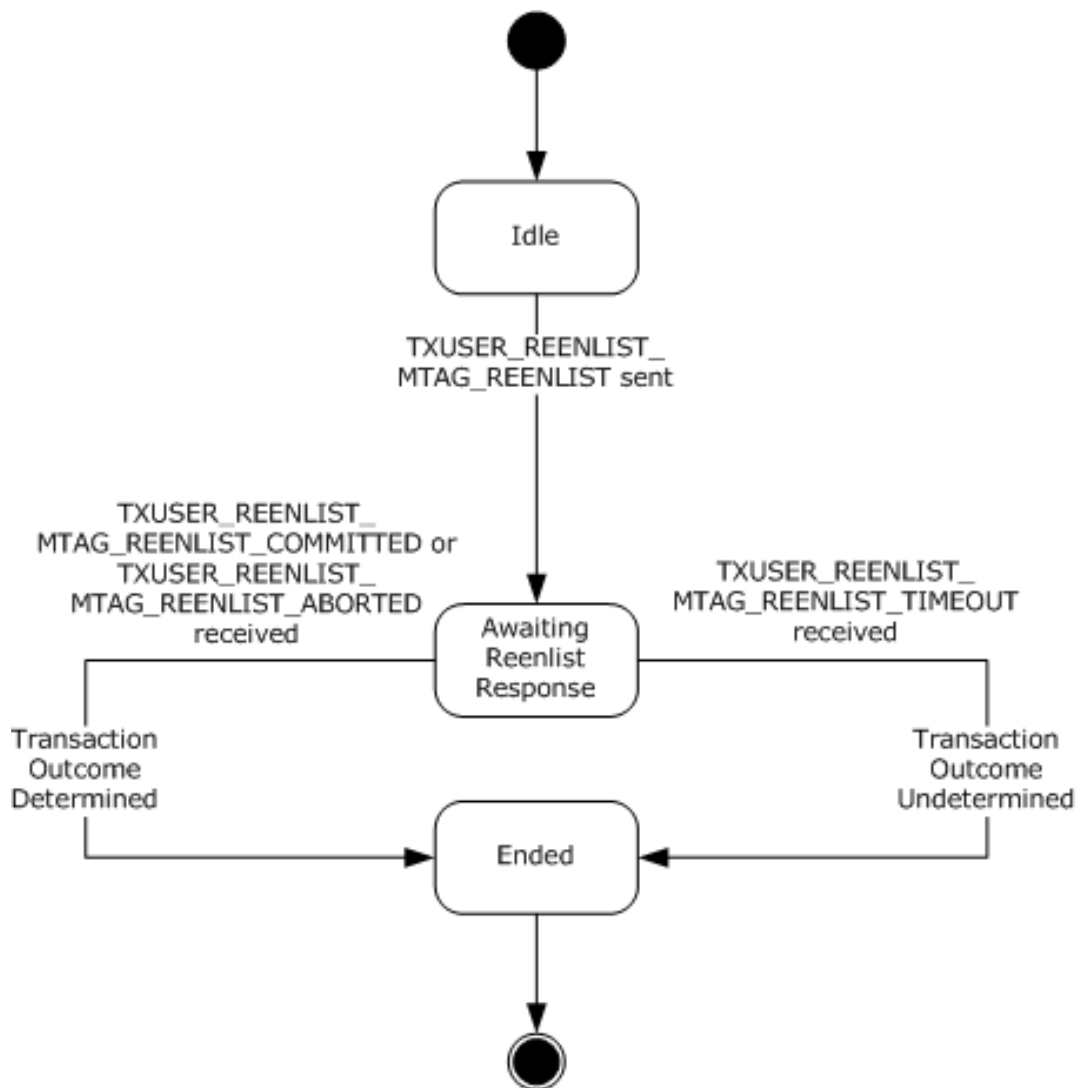 Idle
TXUSER_REENLIST_
MTAG_REENLIST sent
TXUSER_REENLIST_
MTAG_REENLIST_COMMITTED or
TXUSER_REENLIST_
MTAG_REENLIST_ABORTED
received
TXUSER_REENLIST_
MTAG_REENLIST_TIMEOUT
received
Awaiting
Reenlist
Response
Transaction
Outcome
Determined
Transaction
Outcome
Undetermined
Ended